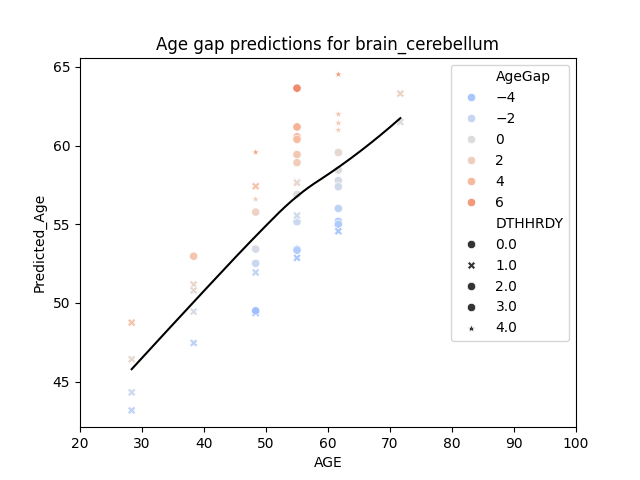 Age gap predictions for brain_cerebellum
Predicted_Age
65
60
55
50
45
20 30 40 50 60 70 80 90 100
AGE
AgeGap
−4
−2
0
2
4
6
DTHHRDY
0.0
1.0
2.0
3.0
4.0